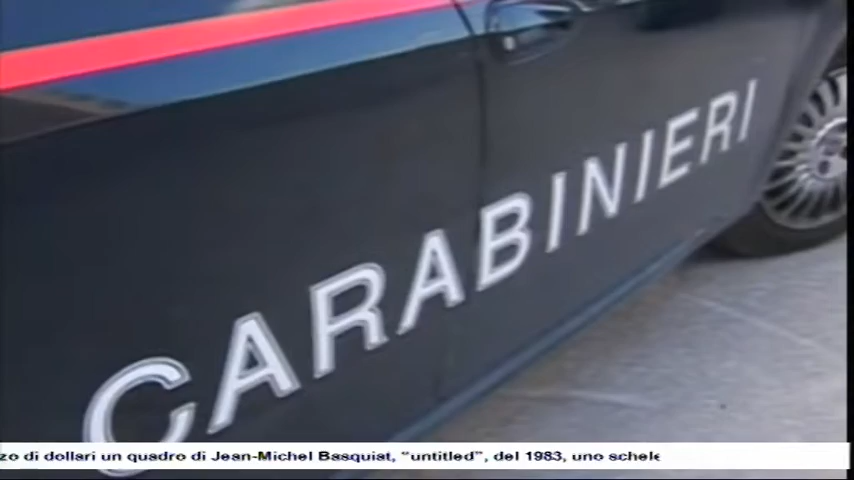 CARABINIERI
di dollari un quadro di Jean-Michel Basquiat, "untitled", del 1983, uno